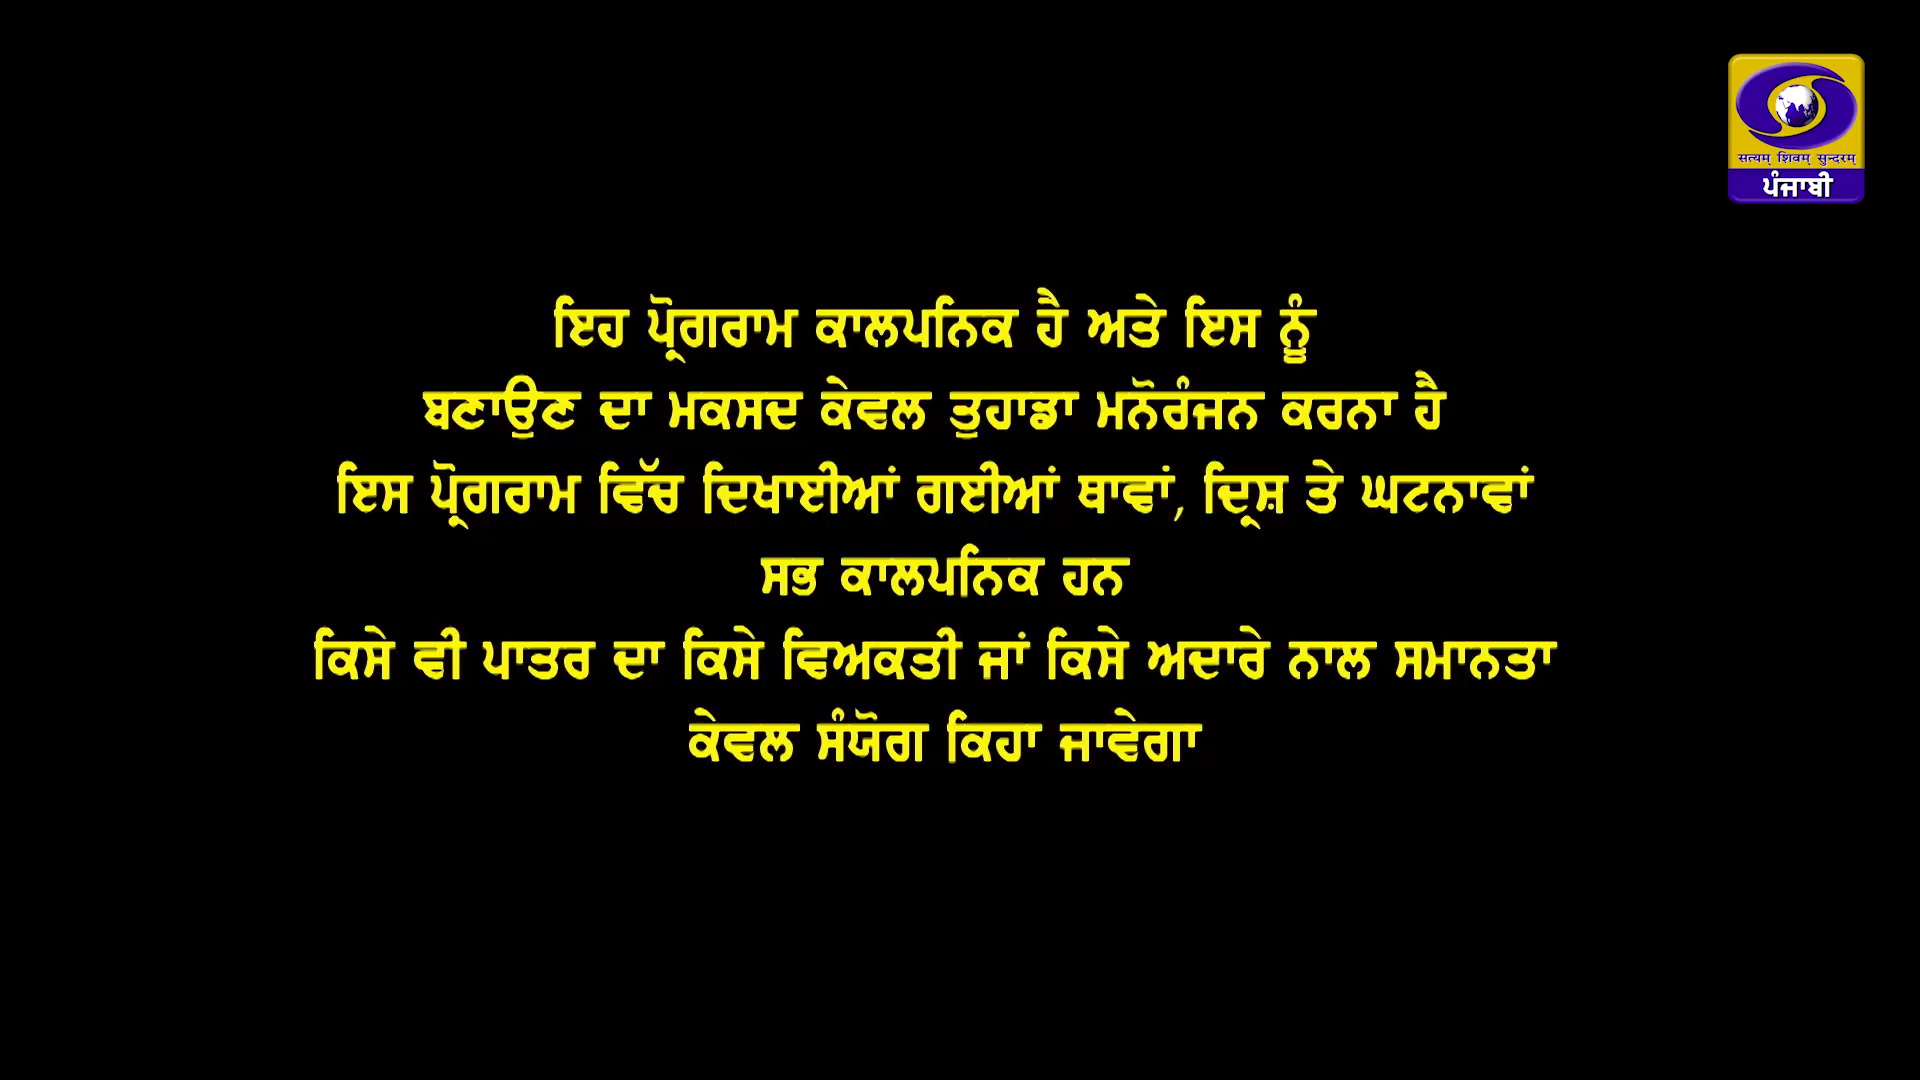 सत्यम् शिवम् सुन्दरम्
ਪੰਜਾਬੀ
ਇਹ ਪ੍ਰੋਗਰਾਮ ਕਾਲਪਨਿਕ ਹੈ ਅਤੇ ਇਸ ਨੂੰ
ਬਣਾਉਣ ਦਾ ਮਕਸਦ ਕੇਵਲ ਤੁਹਾਡਾ ਮਨੋਰੰਜਨ ਕਰਨਾ ਹੈ
ਇਸ ਪ੍ਰੋਗਰਾਮ ਵਿੱਚ ਦਿਖਾਈਆਂ ਗਈਆਂ ਥਾਵਾਂ, ਦ੍ਰਿਸ਼ ਤੇ ਘਟਨਾਵਾਂ
ਸਭ ਕਾਲਪਨਿਕ ਹਨ
ਕਿਸੇ ਵੀ ਪਾਤਰ ਦਾ ਕਿਸੇ ਵਿਅਕਤੀ ਜਾਂ ਕਿਸੇ ਅਦਾਰੇ ਨਾਲ ਸਮਾਨਤਾ
ਕੇਵਲ ਸੰਯੋਗ ਕਿਹਾ ਜਾਵੇਗਾ